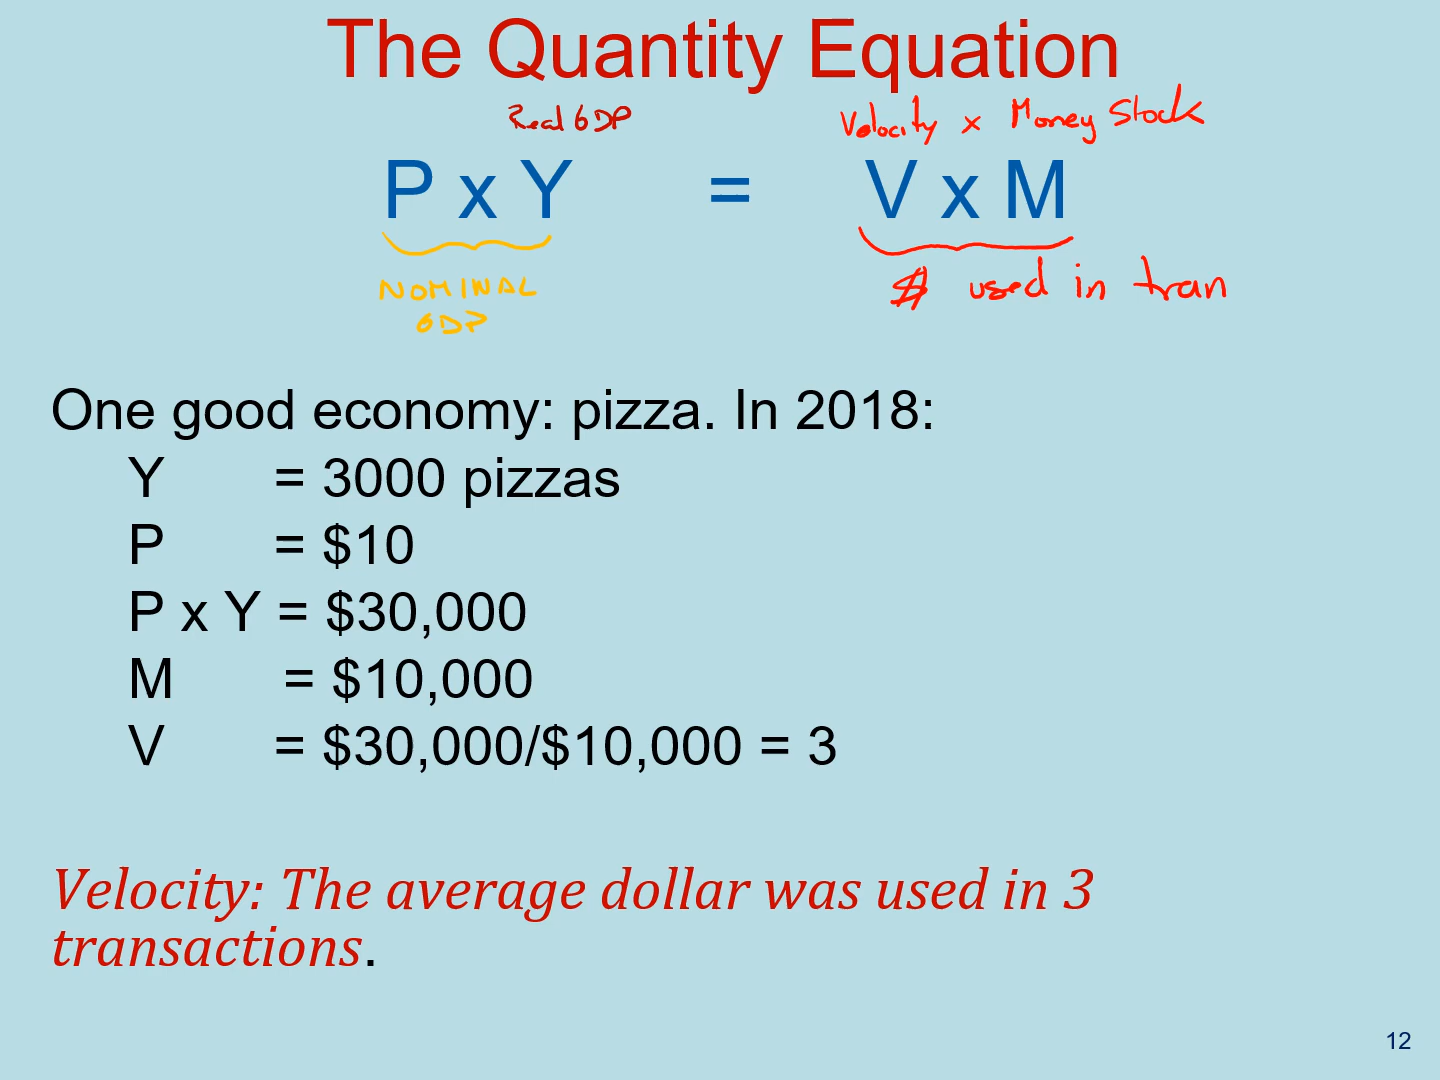 The Quantity Equation
Real GDP
Velocity x Money Stock
P x Y = V x M
NOMINAL
GDP
$ used in tran
One good economy: pizza. In 2018:
Y = 3000 pizzas
P = $10
P x Y = $30,000
M = $10,000
V = $30,000/$10,000 = 3
Velocity: The average dollar was used in 3
transactions.
12